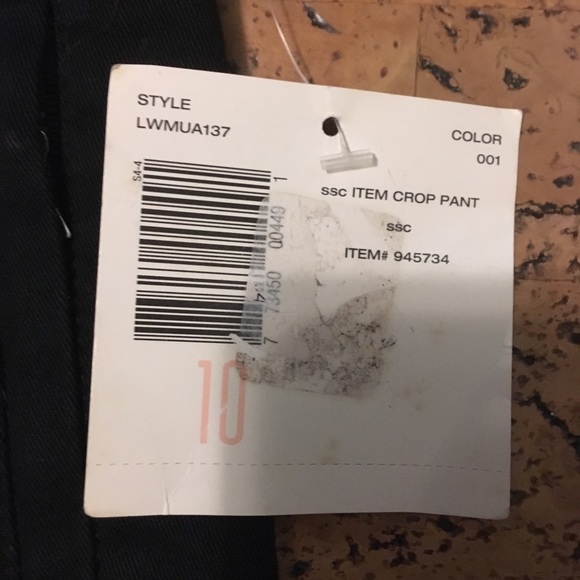 STYLE
LWMUA137
COLOR
001
S4-4
7 73450 00449 1
ssc ITEM CROP PANT
ssc
ITEM# 945734
10